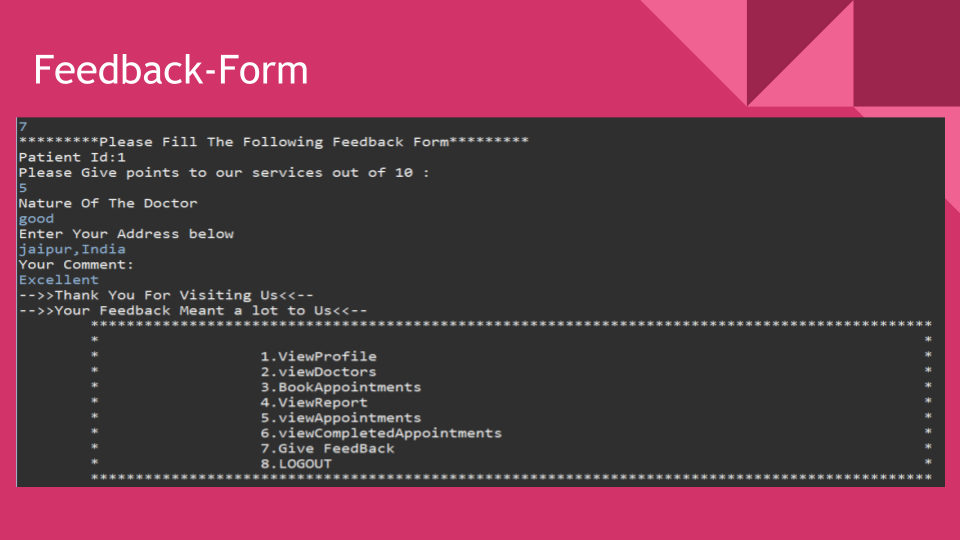 Feedback-Form
7
*********Please Fill The Following Feedback Form*********
Patient Id:1
Please Give points to our services out of 10 :
5
Nature Of The Doctor
good
Enter Your Address below
jaipur,India
Your Comment:
Excellent
-->>Thank You For Visiting Us<<--
-->>Your Feedback Meant a lot to Us<<--
**********************************************************************************************
* *
* 1.ViewProfile *
* 2.viewDoctors *
* 3.BookAppointments *
* 4.ViewReport *
* 5.viewAppointments *
* 6.viewCompletedAppointments *
* 7.Give FeedBack *
* 8.LOGOUT *
**********************************************************************************************